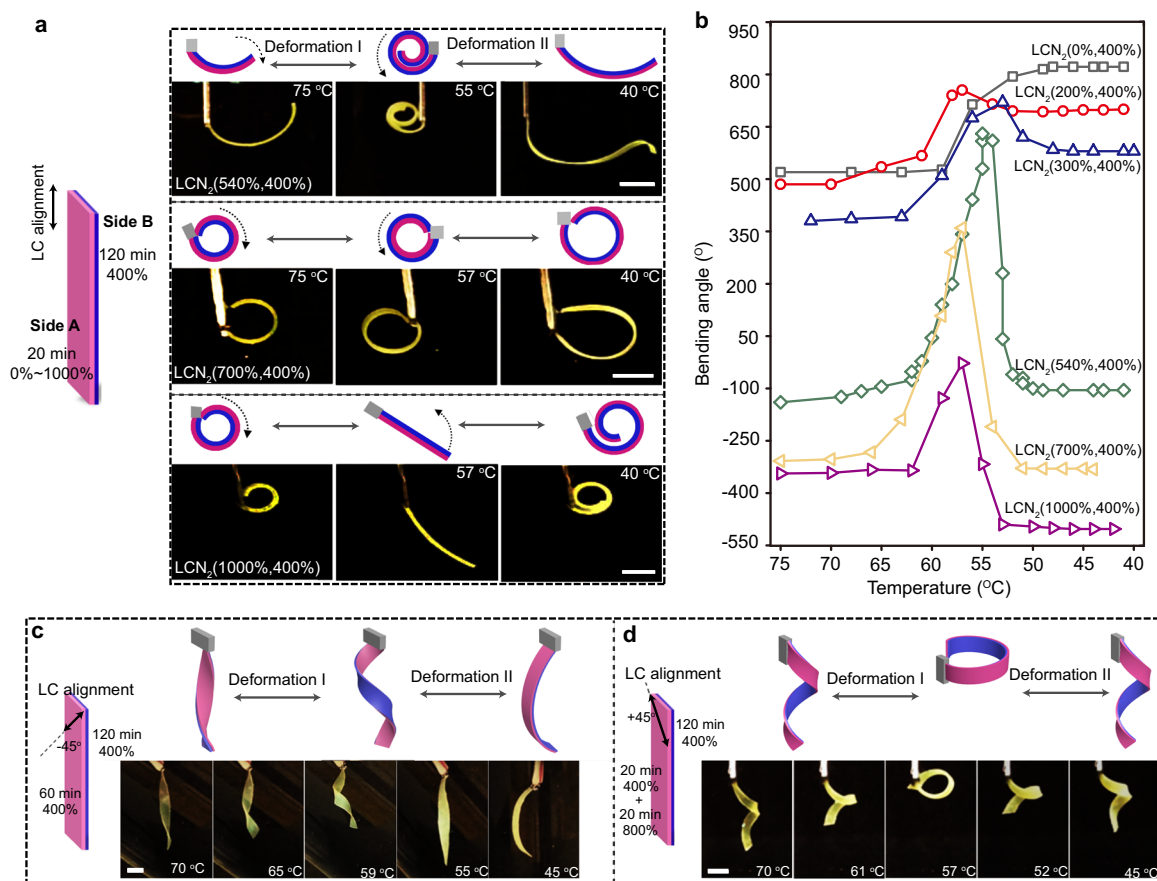 a
Deformation I
Deformation II
75 °C
55 °C
40 °C
LCN₂(540%,400%)
LC alignment
Side B
120 min
400%
Side A
20 min
0%~1000%
75 °C
57 °C
40 °C
LCN₂(700%,400%)
57 °C
40 °C
LCN₂(1000%,400%)
b
950
800
650
500
350
200
50
-100
-250
-400
-550
Bending angle (°)
75
70
65
60
55
50
45
40
Temperature (°C)
LCN₂(0%,400%)
LCN₂(200%,400%)
LCN₂(300%,400%)
LCN₂(540%,400%)
LCN₂(700%,400%)
LCN₂(1000%,400%)
c
LC alignment
-45°
120 min
400%
60 min
400%
Deformation I
Deformation II
70 °C
65 °C
59 °C
55 °C
45 °C
d
LC alignment
+45°
120 min
400%
20 min
400%
+
20 min
800%
Deformation I
Deformation II
70 °C
61 °C
57 °C
52 °C
45 °C